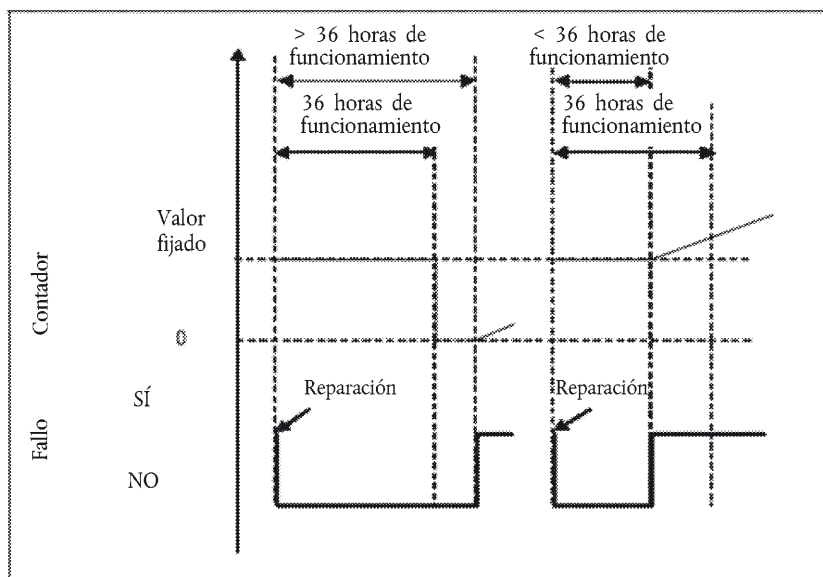 > 36 horas de
funcionamiento
< 36 horas de
funcionamiento
36 horas de
funcionamiento
36 horas de
funcionamiento
Valor
fijado
Contador
0
SÍ
Reparación
Reparación
Fallo
NO